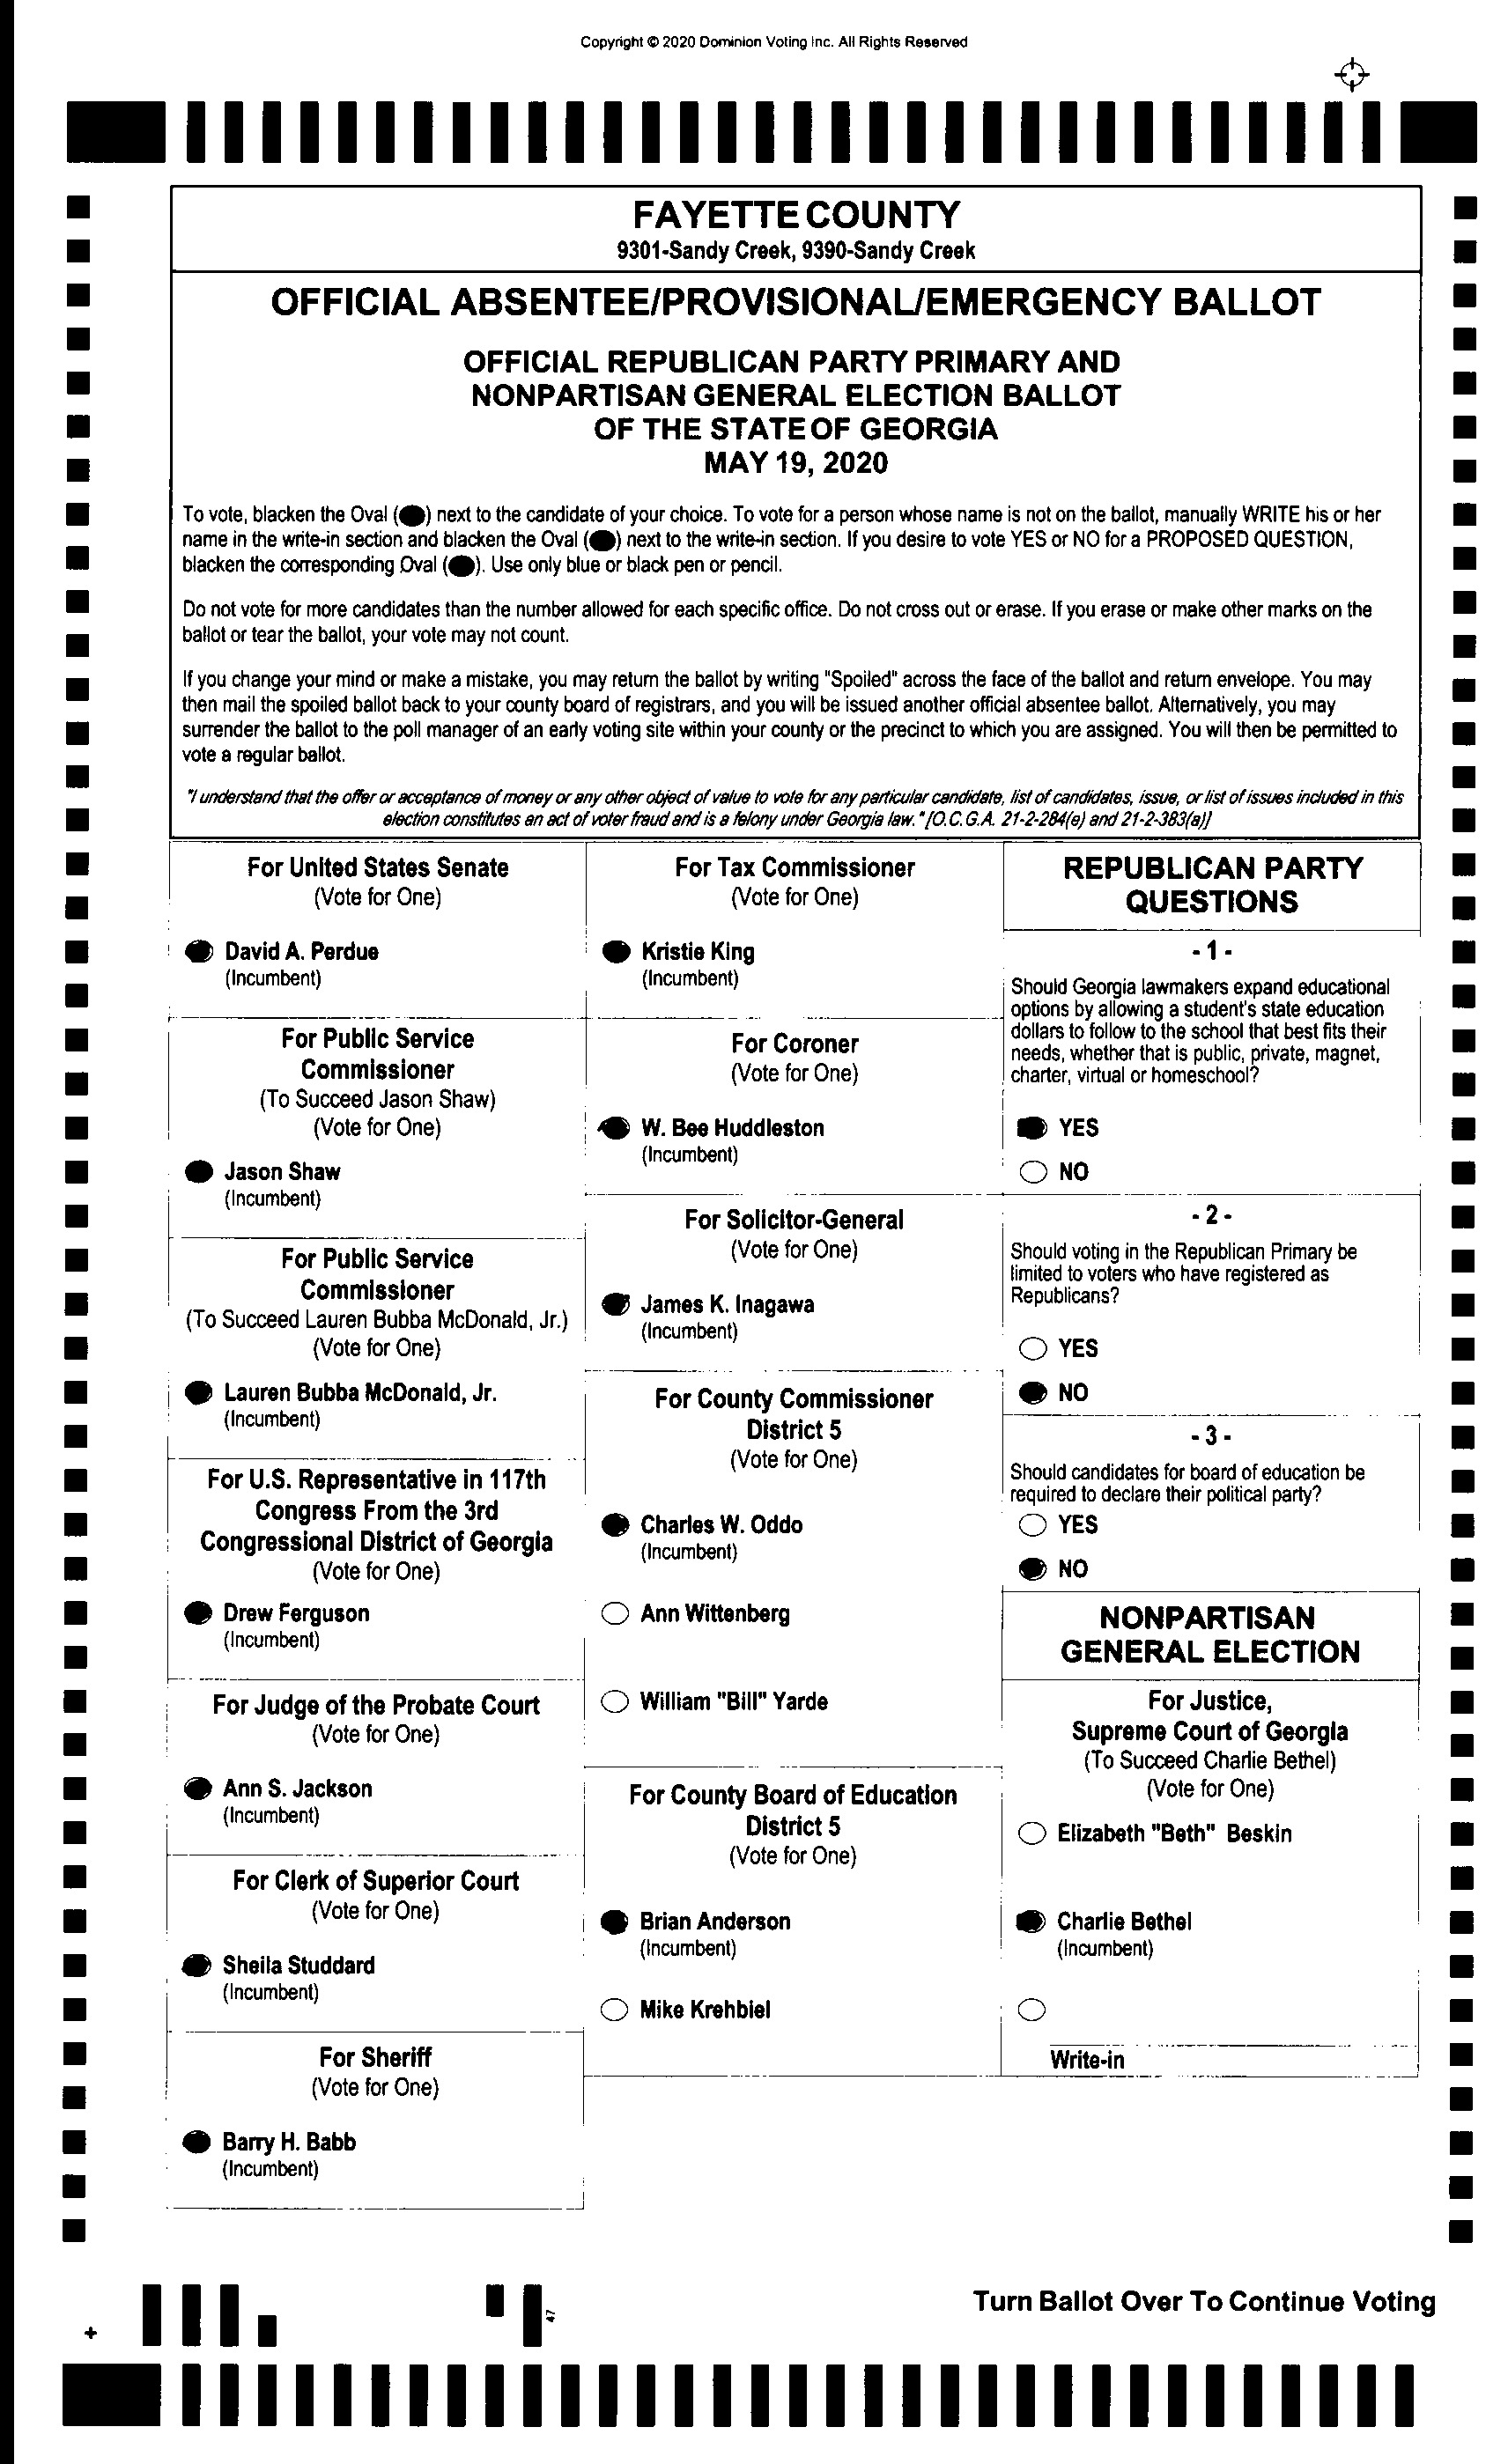 Copyright © 2020 Dominion Voting Inc. All Rights Reserved
FAYETTE COUNTY
9301-Sandy Creek, 9390-Sandy Creek
OFFICIAL ABSENTEE/PROVISIONAL/EMERGENCY BALLOT
OFFICIAL REPUBLICAN PARTY PRIMARY AND
NONPARTISAN GENERAL ELECTION BALLOT
OF THE STATE OF GEORGIA
MAY 19, 2020
To vote, blacken the Oval ( ) next to the candidate of your choice. To vote for a person whose name is not on the ballot, manually WRITE his or her
name in the write-in section and blacken the Oval ( ) next to the write-in section. If you desire to vote YES or NO for a PROPOSED QUESTION,
blacken the corresponding Oval ( ). Use only blue or black pen or pencil.
Do not vote for more candidates than the number allowed for each specific office. Do not cross out or erase. If you erase or make other marks on the
ballot or tear the ballot, your vote may not count.
If you change your mind or make a mistake, you may return the ballot by writing "Spoiled" across the face of the ballot and return envelope. You may
then mail the spoiled ballot back to your county board of registrars, and you will be issued another official absentee ballot. Alternatively, you may
surrender the ballot to the poll manager of an early voting site within your county or the precinct to which you are assigned. You will then be permitted to
vote a regular ballot.
"I understand that the offer or acceptance of money or any other object of value to vote for any particular candidate, list of candidates, issue, or list of issues included in this
election constitutes an act of voter fraud and is a felony under Georgia law." [O.C.G.A. 21-2-284(e) and 21-2-383(a)]
For United States Senate
(Vote for One)
David A. Perdue
(Incumbent)
For Public Service
Commissioner
(To Succeed Jason Shaw)
(Vote for One)
Jason Shaw
(Incumbent)
For Public Service
Commissioner
(To Succeed Lauren Bubba McDonald, Jr.)
(Vote for One)
Lauren Bubba McDonald, Jr.
(Incumbent)
For U.S. Representative in 117th
Congress From the 3rd
Congressional District of Georgia
(Vote for One)
Drew Ferguson
(Incumbent)
For Judge of the Probate Court
(Vote for One)
Ann S. Jackson
(Incumbent)
For Clerk of Superior Court
(Vote for One)
Sheila Studdard
(Incumbent)
For Sheriff
(Vote for One)
Barry H. Babb
(Incumbent)
For Tax Commissioner
(Vote for One)
Kristie King
(Incumbent)
For Coroner
(Vote for One)
W. Bee Huddleston
(Incumbent)
For Solicitor-General
(Vote for One)
James K. Inagawa
(Incumbent)
For County Commissioner
District 5
(Vote for One)
Charles W. Oddo
(Incumbent)
Ann Wittenberg
William "Bill" Yarde
For County Board of Education
District 5
(Vote for One)
Brian Anderson
(Incumbent)
Mike Krehbiel
REPUBLICAN PARTY
QUESTIONS
- 1 -
Should Georgia lawmakers expand educational
options by allowing a student's state education
dollars to follow to the school that best fits their
needs, whether that is public, private, magnet,
charter, virtual or homeschool?
YES
NO
- 2 -
Should voting in the Republican Primary be
limited to voters who have registered as
Republicans?
YES
NO
- 3 -
Should candidates for board of education be
required to declare their political party?
YES
NO
NONPARTISAN
GENERAL ELECTION
For Justice,
Supreme Court of Georgia
(To Succeed Charlie Bethel)
(Vote for One)
Elizabeth "Beth" Beskin
Charlie Bethel
(Incumbent)
Write-in
47
Turn Ballot Over To Continue Voting